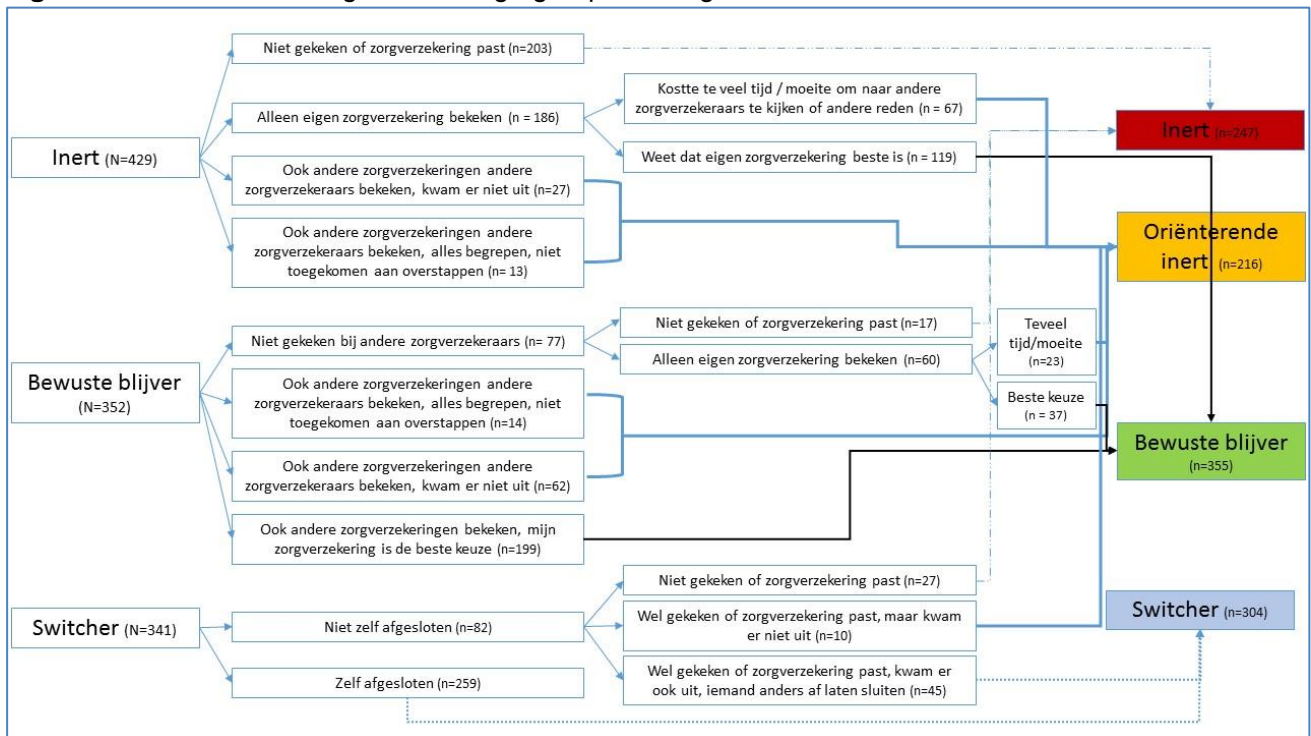 Niet gekeken of zorgverzekering past (n=203)
Alleen eigen zorgverzekering bekeken (n = 186)
Kostte te veel tijd / moeite om naar andere
zorgverzekeraars te kijken of andere reden (n = 67)
Weet dat eigen zorgverzekering beste is (n = 119)
Inert (N=429)
Ook andere zorgverzekeringen andere
zorgverzekeraars bekeken, kwam er niet uit (n=27)
Ook andere zorgverzekeringen andere
zorgverzekeraars bekeken, alles begrepen, niet
toegekomen aan overstappen (n= 13)
Inert (n=247)
Oriënterende
inert (n=216)
Niet gekeken bij andere zorgverzekeraars (n= 77)
Niet gekeken of zorgverzekering past(n=17)
Alleen eigen zorgverzekering bekeken (n=60)
Teveel
tijd/moeite
(n=23)
Beste keuze
(n = 37)
Bewuste blijver
(N=352)
Ook andere zorgverzekeringen andere
zorgverzekeraars bekeken, alles begrepen, niet
toegekomen aan overstappen (n=14)
Ook andere zorgverzekeringen andere
zorgverzekeraars bekeken, kwam er niet uit (n=62)
Ook andere zorgverzekeringen bekeken, mijn
zorgverzekering is de beste keuze (n=199)
Bewuste blijver
(n=355)
Switcher (N=341)
Niet zelf afgesloten (n=82)
Zelf afgesloten (n=259)
Niet gekeken of zorgverzekering past (n=27)
Wel gekeken of zorgverzekering past, maar kwam
er niet uit (n=10)
Wel gekeken of zorgverzekering past, kwam er
ook uit, iemand anders af laten sluiten (n=45)
Switcher (n=304)